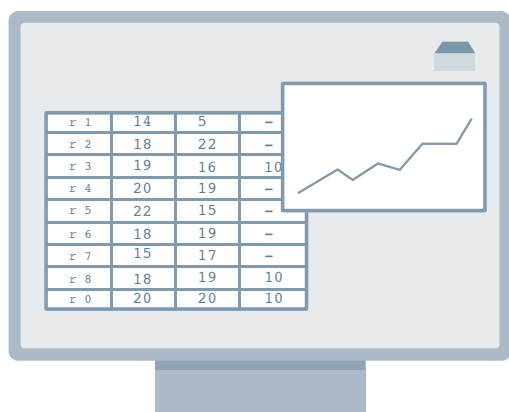 r 1 14 5 –
r 2 18 22 –
r 3 19 16 10
r 4 20 19 –
r 5 22 15 –
r 6 18 19 –
r 7 15 17 –
r 8 18 19 10
r 0 20 20 10